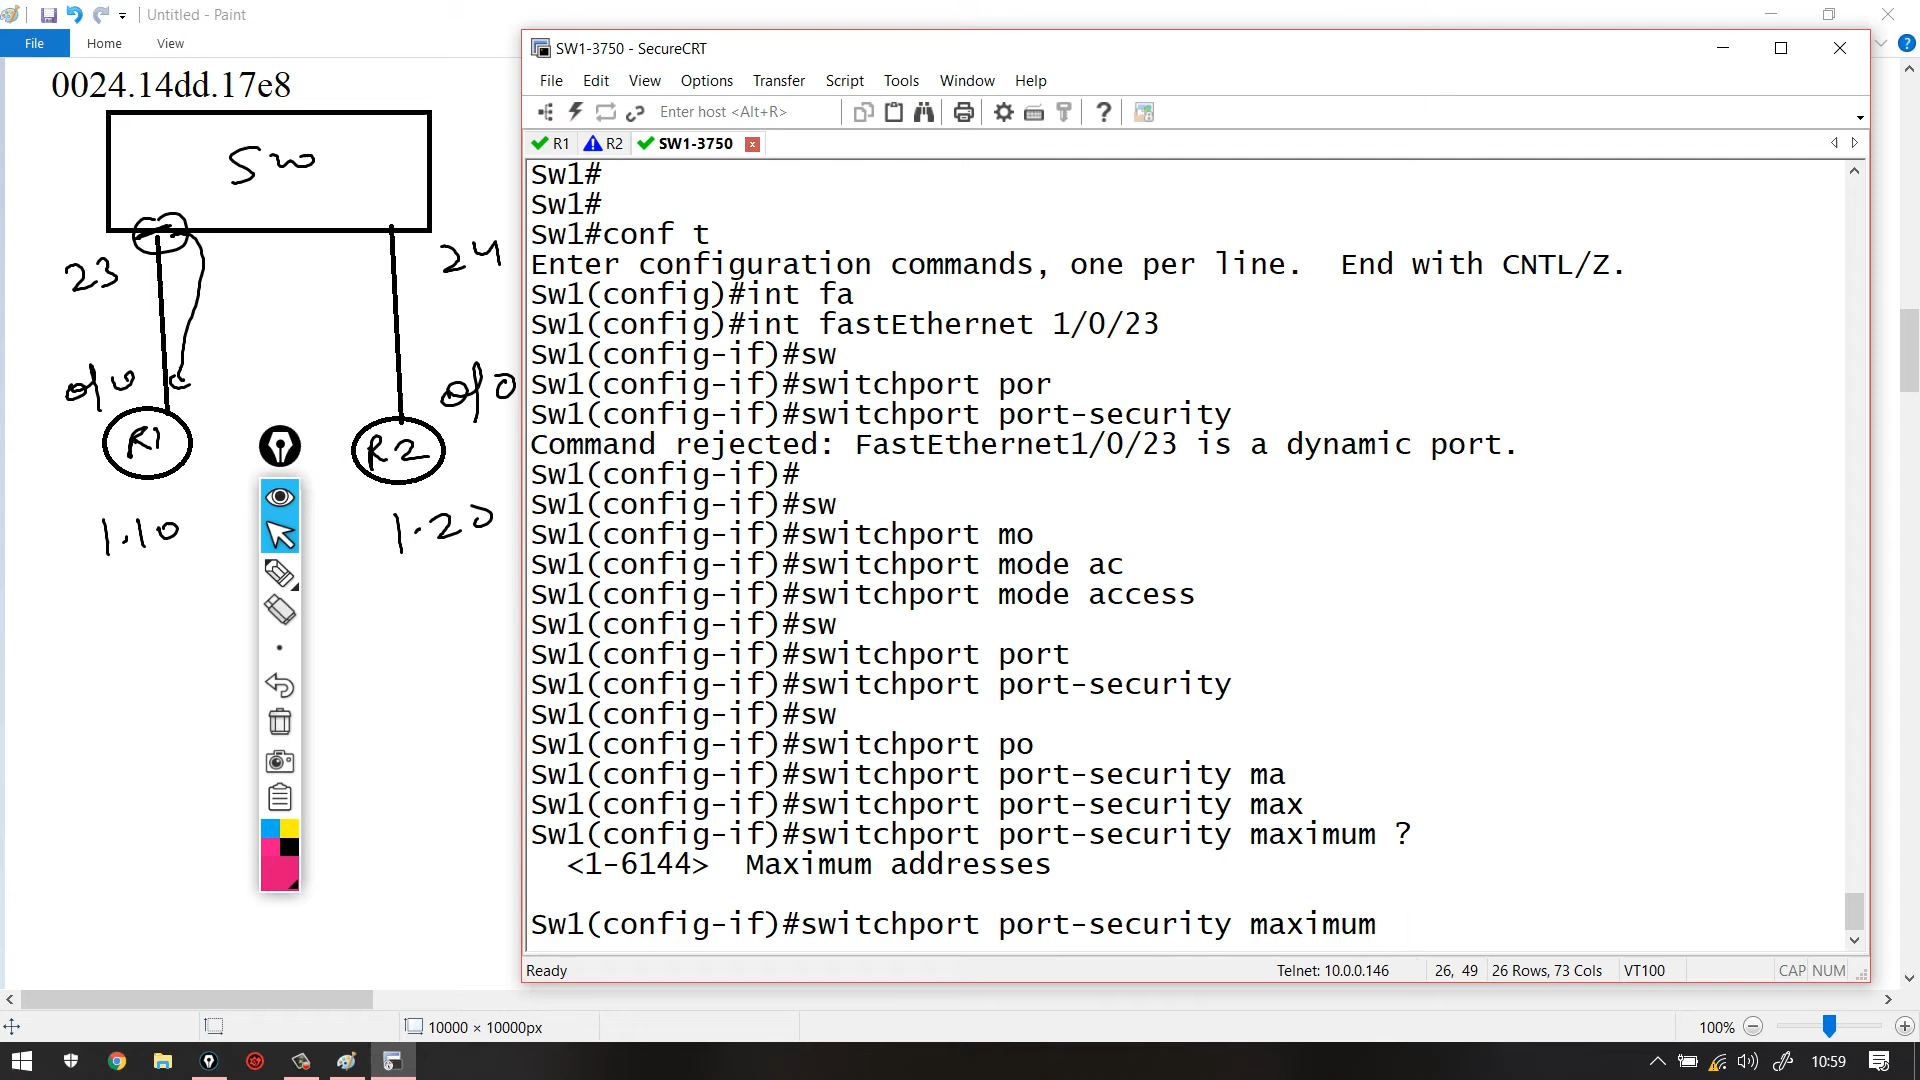 Untitled - Paint
File Home View
0024.14dd.17e8
SW
23
24
0/0
0/0
R1
R2
1.10
1.20
SW1-3750 - SecureCRT
File Edit View Options Transfer Script Tools Window Help
Enter host <Alt+R>
R1 R2 SW1-3750
Sw1#
Sw1#
Sw1#conf t
Enter configuration commands, one per line.  End with CNTL/Z.
Sw1(config)#int fa
Sw1(config)#int fastEthernet 1/0/23
Sw1(config-if)#sw
Sw1(config-if)#switchport por
Sw1(config-if)#switchport port-security
Command rejected: FastEthernet1/0/23 is a dynamic port.
Sw1(config-if)#
Sw1(config-if)#sw
Sw1(config-if)#switchport mo
Sw1(config-if)#switchport mode ac
Sw1(config-if)#switchport mode access
Sw1(config-if)#sw
Sw1(config-if)#switchport port
Sw1(config-if)#switchport port-security
Sw1(config-if)#sw
Sw1(config-if)#switchport po
Sw1(config-if)#switchport port-security ma
Sw1(config-if)#switchport port-security max
Sw1(config-if)#switchport port-security maximum ?
<1-6144>  Maximum addresses
Sw1(config-if)#switchport port-security maximum
Ready Telnet: 10.0.0.146 26, 49 26 Rows, 73 Cols VT100 CAP NUM
10000 × 10000px 100%
10:59